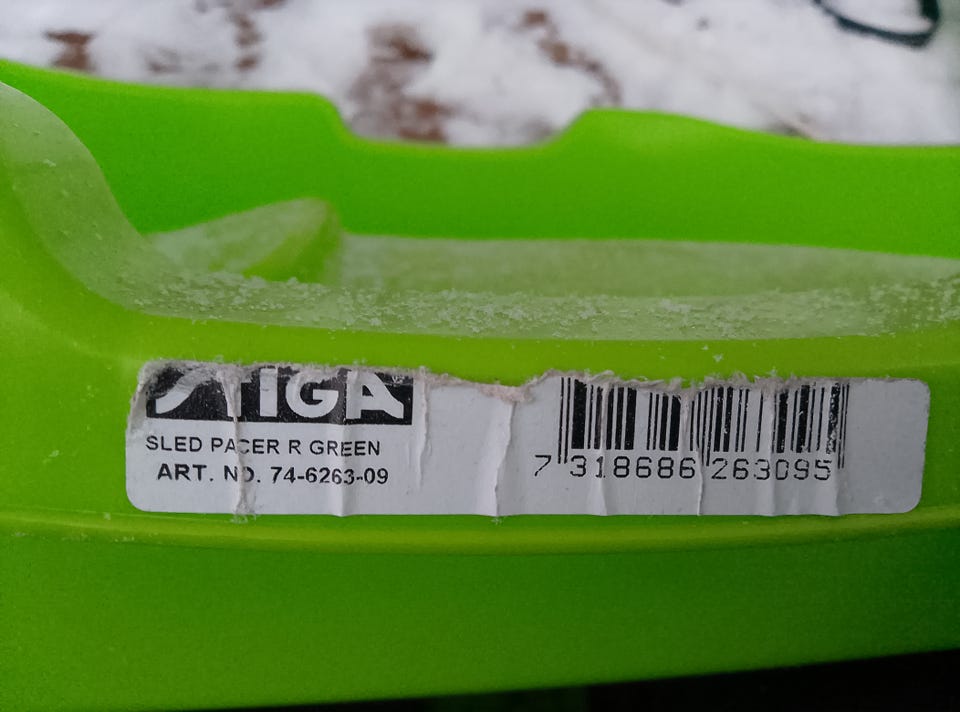 STIGA
SLED PACER R GREEN
ART. NO. 74-6263-09
7 318686 263095